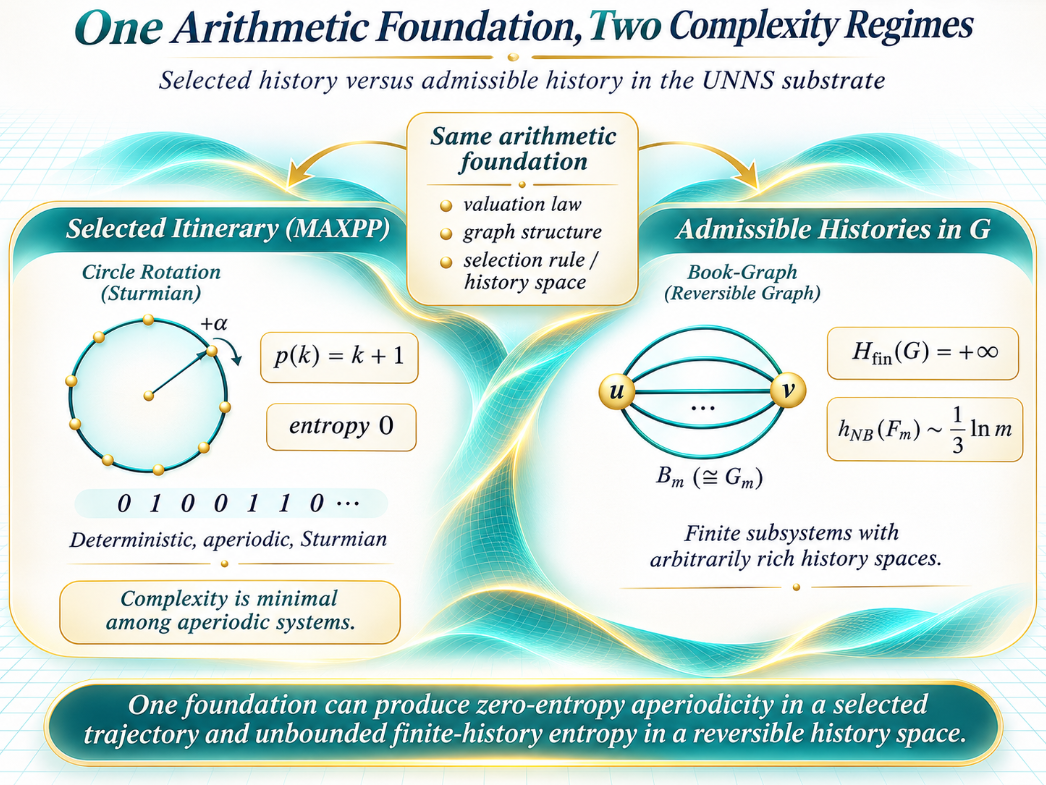 One Arithmetic Foundation, Two Complexity Regimes
Selected history versus admissible history in the UNNS substrate
Same arithmetic
foundation
valuation law
graph structure
selection rule /
history space
Selected Itinerary (MAXPP)
Circle Rotation
(Sturmian)
+α
p(k) = k + 1
entropy 0
0 1 0 0 1 1 0 ⋯
Deterministic, aperiodic, Sturmian
Complexity is minimal
among aperiodic systems.
Admissible Histories in G
Book-Graph
(Reversible Graph)
u
v
...
B_m (≅ G_m)
H_fin(G) = +∞
h_NB(F_m) ~ 1/3 ln m
Finite subsystems with
arbitrarily rich history spaces.
One foundation can produce zero-entropy aperiodicity in a selected
trajectory and unbounded finite-history entropy in a reversible history space.